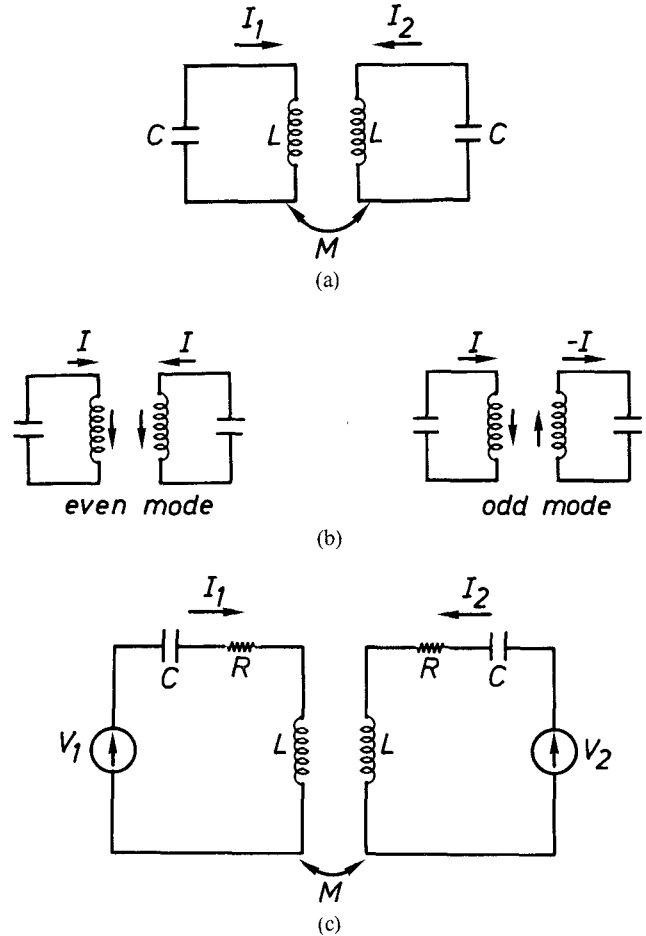 I1 I2
C L L C
M
(a)
I I I -I
even mode odd mode
(b)
I1 I2
C R R C
V1 L L V2
M
(c)